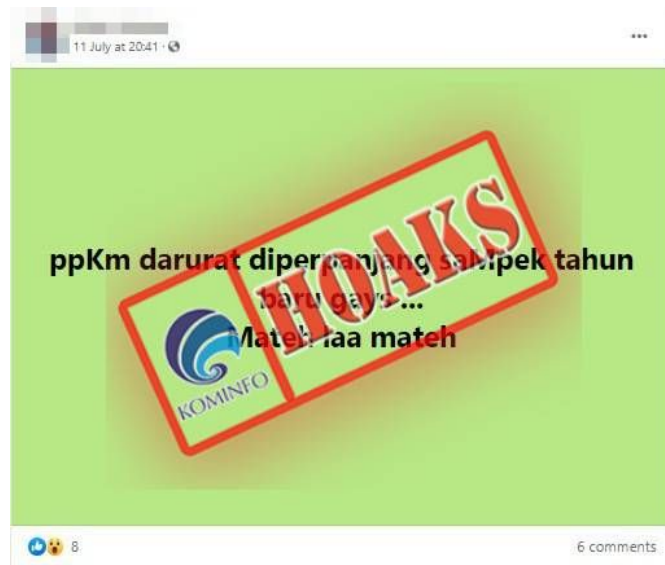 11 July at 20:41 ·
ppKm darurat diperpanjang saMpek tahun
baru gays ...
Mateh laa mateh
HOAKS
KOMINFO
8
6 comments